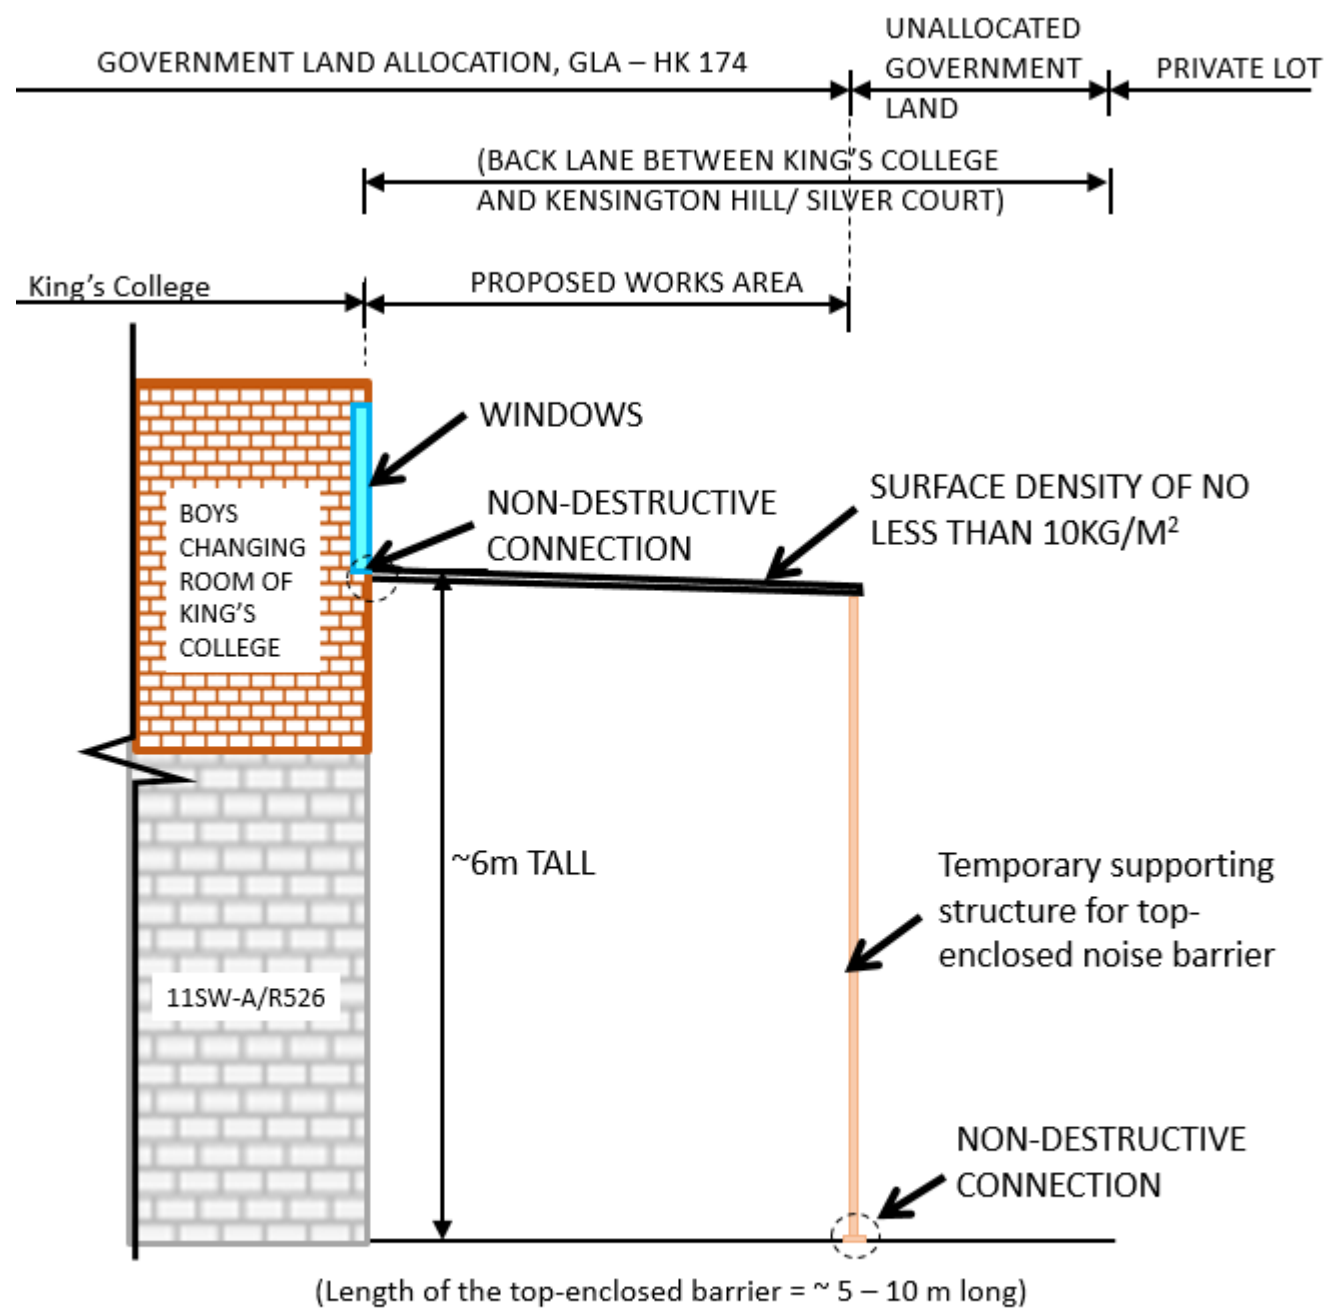 UNALLOCATED
GOVERNMENT LAND ALLOCATION, GLA – HK 174
GOVERNMENT
PRIVATE LOT
LAND
(BACK LANE BETWEEN KING'S COLLEGE
AND KENSINGTON HILL/ SILVER COURT)
King's College
PROPOSED WORKS AREA
WINDOWS
NON-DESTRUCTIVE
CONNECTION
SURFACE DENSITY OF NO
LESS THAN 10KG/M²
BOYS
CHANGING
ROOM OF
KING'S
COLLEGE
~6m TALL
Temporary supporting
structure for top-
enclosed noise barrier
11SW-A/R526
NON-DESTRUCTIVE
CONNECTION
(Length of the top-enclosed barrier = ~ 5 – 10 m long)